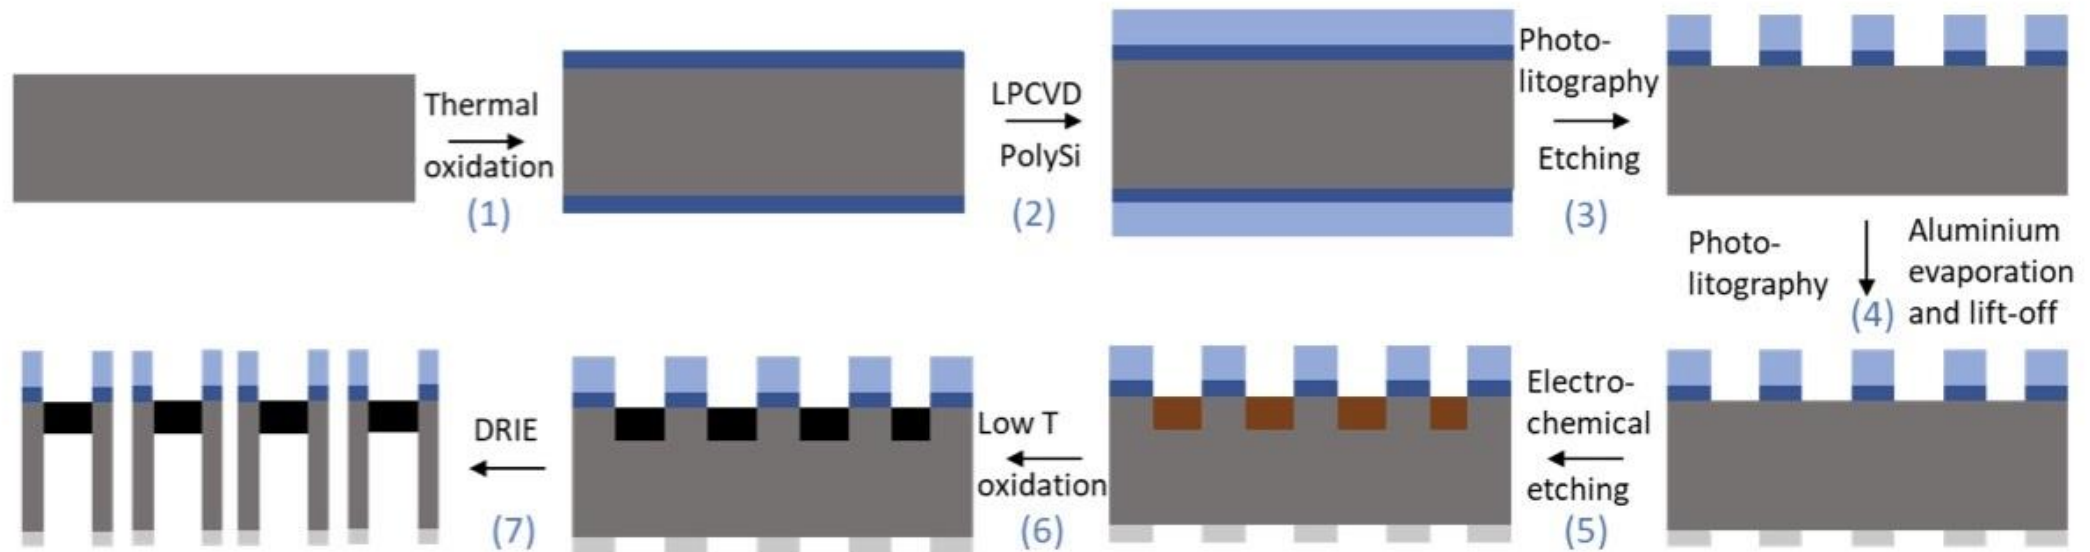 Thermal
oxidation
(1)
LPCVD
PolySi
(2)
Photo-
litography
Etching
(3)
Photo-
litography
Aluminium
evaporation
(4) and lift-off
Electro-
chemical
etching
(5)
Low T
oxidation
(6)
DRIE
(7)